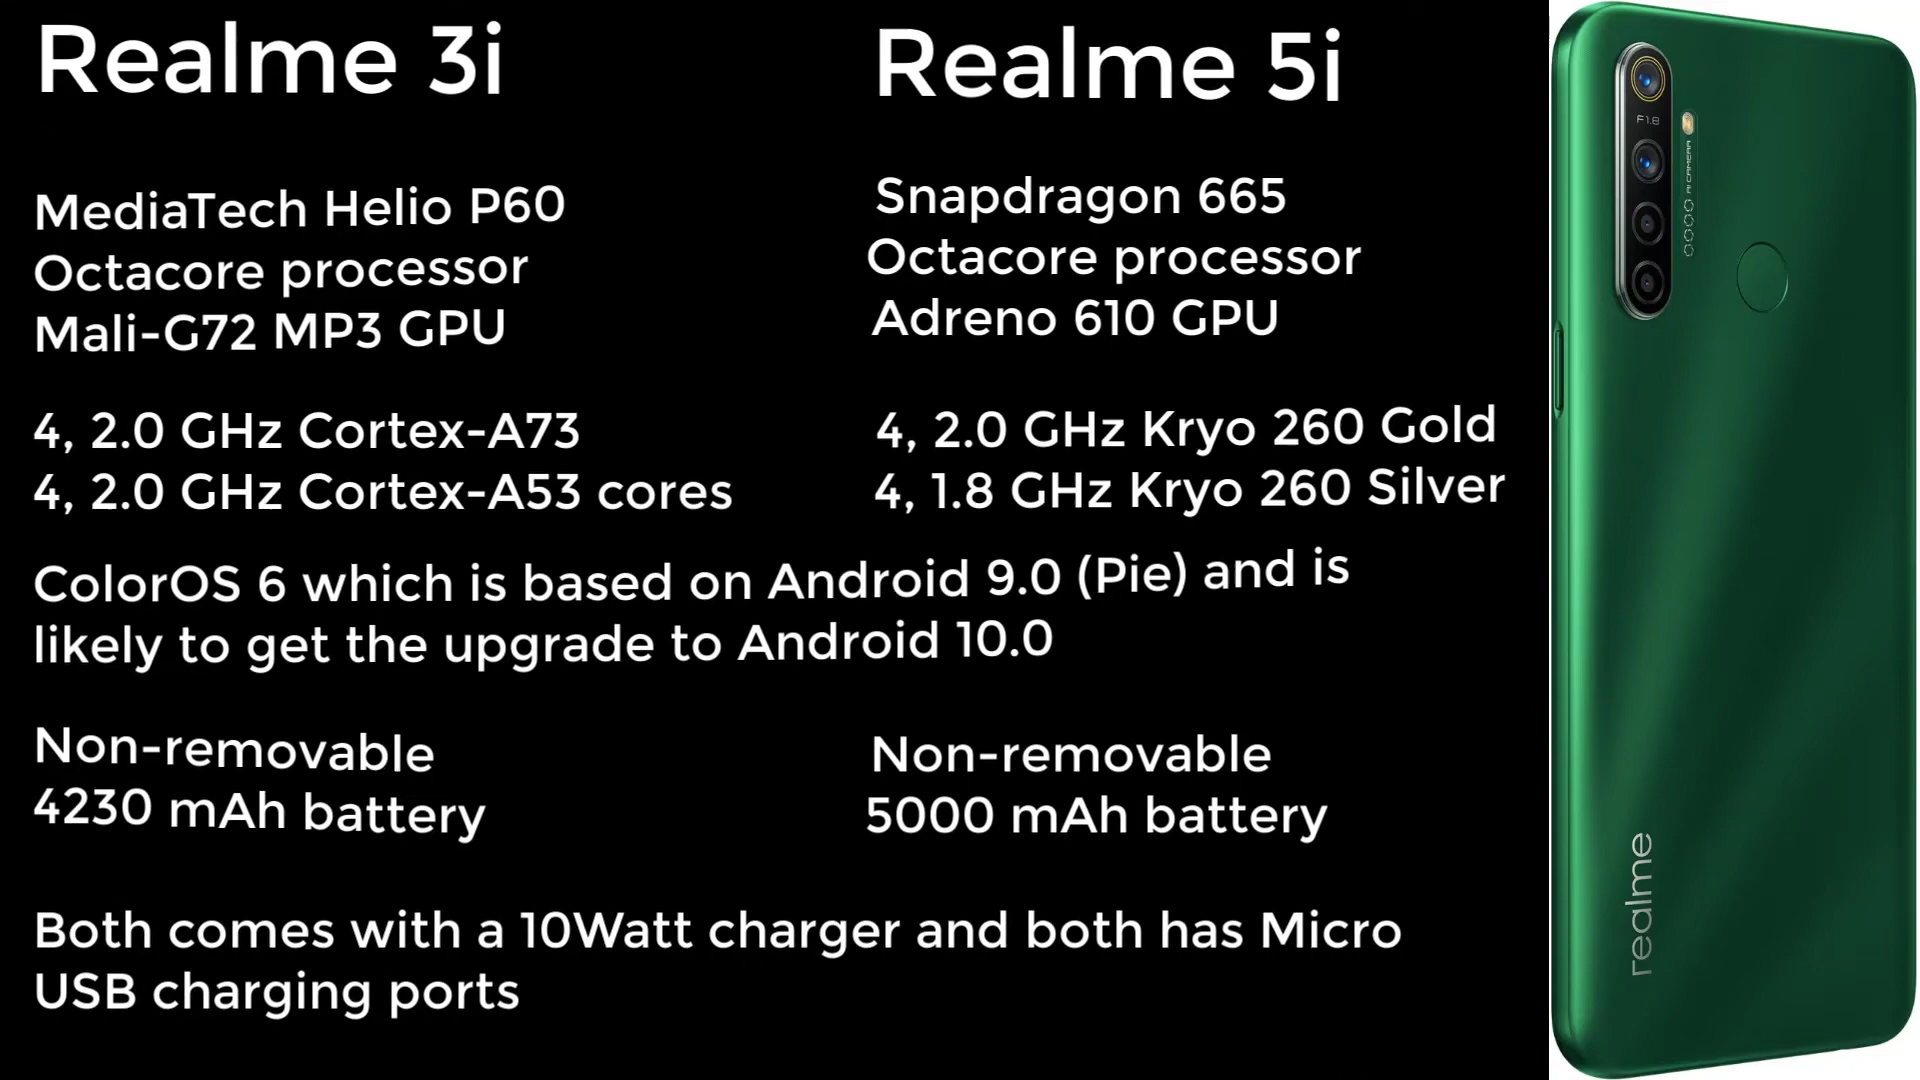 Realme 3i
Realme 5i
MediaTech Helio P60
Octacore processor
Mali-G72 MP3 GPU
Snapdragon 665
Octacore processor
Adreno 610 GPU
4, 2.0 GHz Cortex-A73
4, 2.0 GHz Cortex-A53 cores
4, 2.0 GHz Kryo 260 Gold
4, 1.8 GHz Kryo 260 Silver
ColorOS 6 which is based on Android 9.0 (Pie) and is
likely to get the upgrade to Android 10.0
Non-removable
4230 mAh battery
Non-removable
5000 mAh battery
Both comes with a 10Watt charger and both has Micro
USB charging ports
F1.8
AI CAMERA
realme